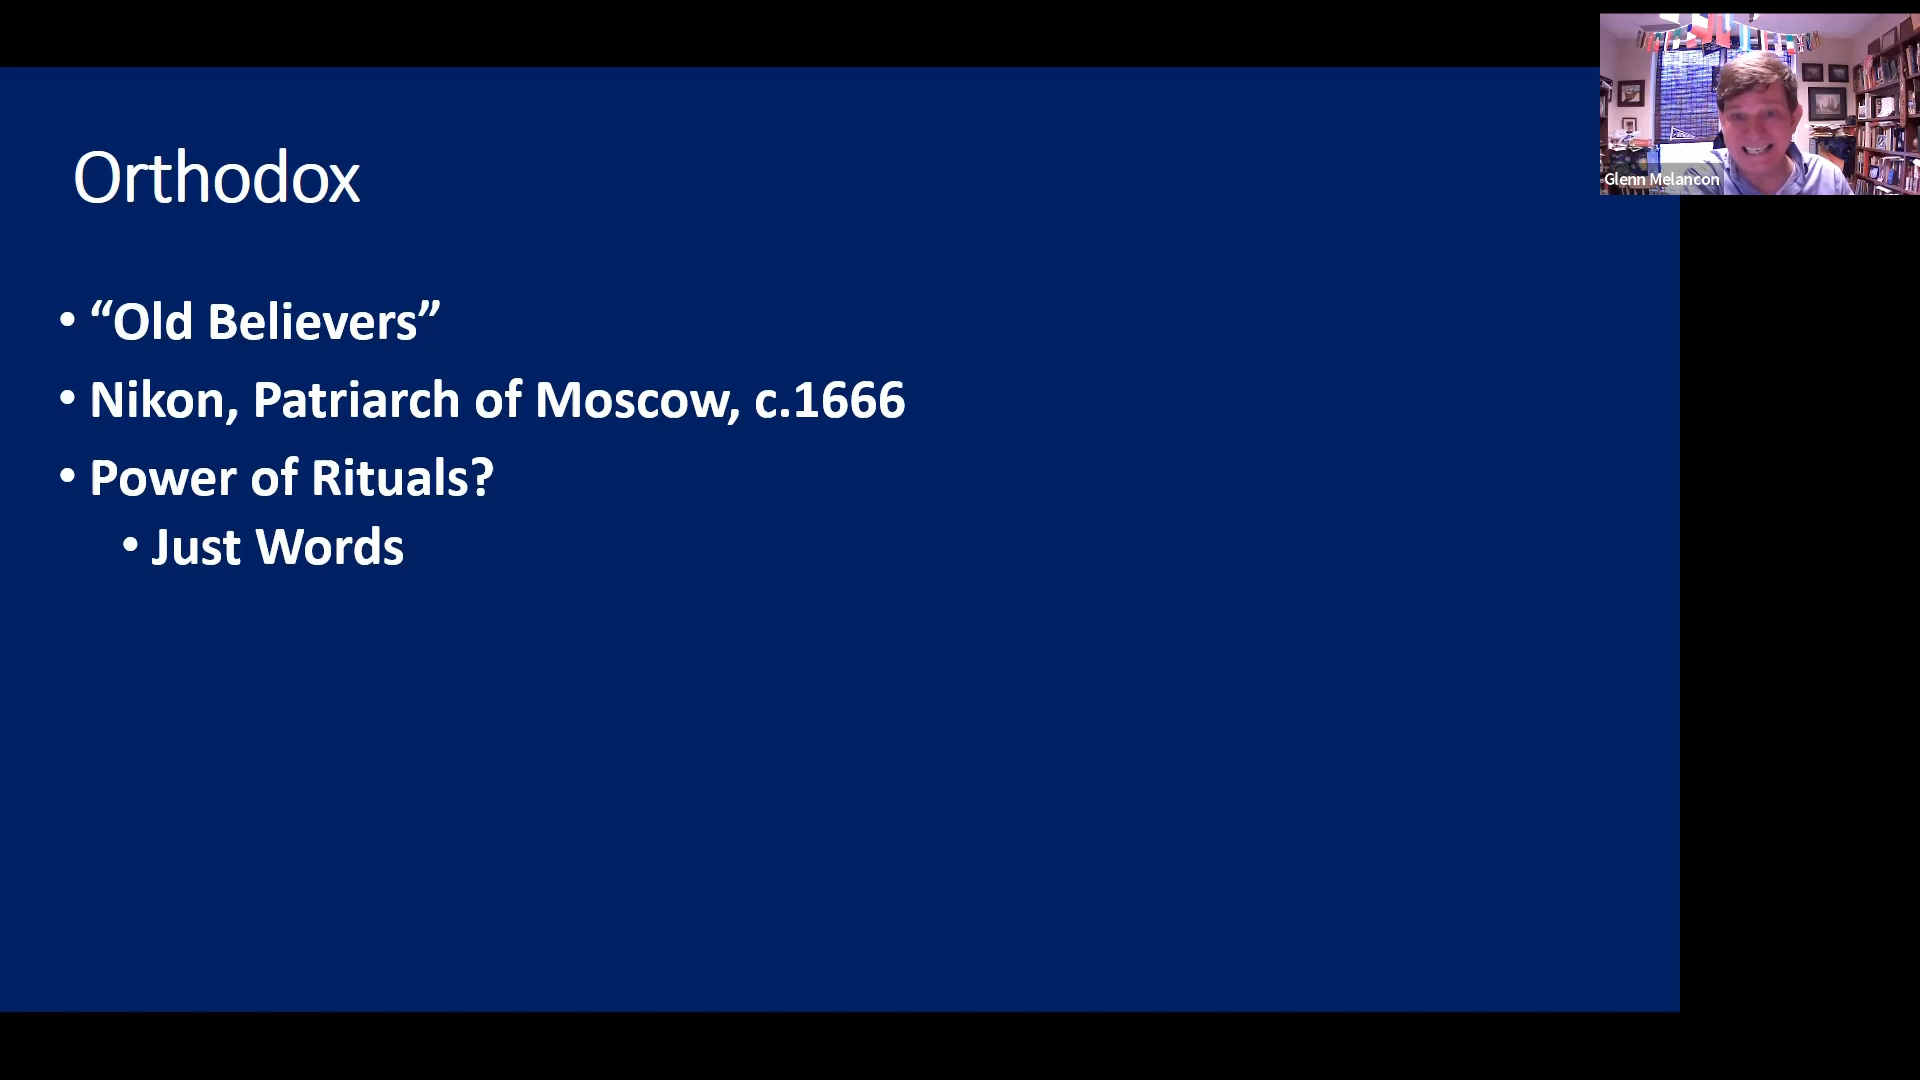 Orthodox
• “Old Believers”
• Nikon, Patriarch of Moscow, c.1666
• Power of Rituals?
• Just Words
Glenn Melancon